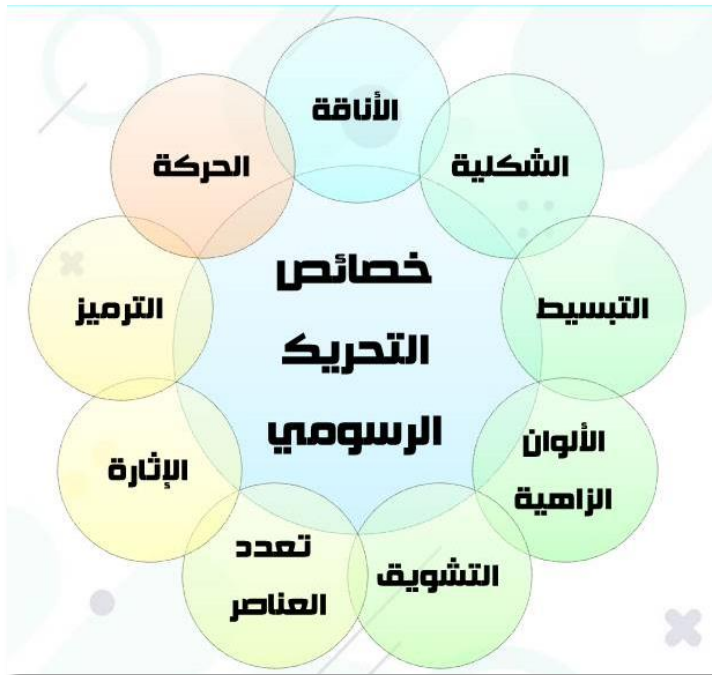 خصائص
التحريك
الرسومي
الأناقة
الشكلية
التبسيط
الألوان
الزاهية
التشويق
تعدد
العناصر
الإثارة
الترميز
الحركة